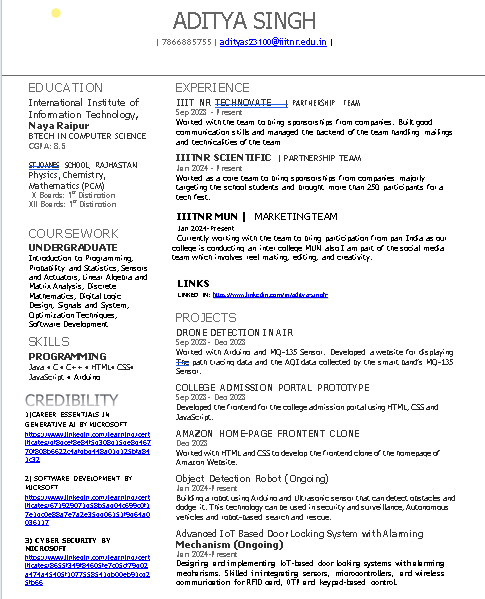 ADITYA SINGH
| 7866885755 | adityas23100@iiitnr.edu.in |
EDUCATION
International Institute of
Information Technology,
Naya Raipur
BTECH IN COMPUTER SCIENCE
CGPA: 8.5
ST.JAMES SCHOOL, RAJHASTAN
Physics, Chemistry,
Mathematics (PCM)
X Boards: 1st Distinction
XII Boards: 1st Distinction
COURSEWORK
UNDERGRADUATE
Introduction to Programming,
Probability and Statistics, Sensors
and Actuators, Linear Algebra and
Matrix Analysis, Discrete
Mathematics, Digital Logic
Design, Signals and System,
Optimization Techniques,
Software Development
SKILLS
PROGRAMMING
Java • C • C++ • HTML• CSS•
JavaScript • Arduino
CREDIBILITY
1)CAREER ESSENTIALS IN
GENERATIVE AI BY MICROSOFT
https://www.linkedin.com/learning/cert
2) SOFTWARE DEVELOPMENT BY
MICROSOFT
https://www.linkedin.com/learning/cert
3) CYBER SECURITY BY
MICROSOFT
https://www.linkedin.com/learning/cert
EXPERIENCE
IIIT NR TECHNOVATE | PARTNERSHIP TEAM
Sep 2023 - Present
Worked with the team to bring sponsorships from companies. Built good
communication skills and managed the backend of the team handling mailings
and technicalities of the team
IIITNR SCIENTIFIC | PARTNERSHIP TEAM
Jan 2024 - Present
Worked as a core team to bring sponsorships from companies majorly
targeting the school students and brought more than 250 participants for a
tech fest.
IIITNR MUN | MARKETING TEAM
Jan 2024-Present
Currently working with the team to bring participation from pan India as our
college is conducting an inter college MUN also I am part of the social media
team which involves reel making, editing, and creativity.
LINKS
LINKED IN: https://www.linkedin.com/in/aditya-singh-
PROJECTS
DRONE DETECTION IN AIR
Sep 2023 - Dec 2023
Worked with Arduino and MQ-135 Sensor. Developed a website for displaying
The path tracing data and the AQI data collected by the smart band's MQ-135
Sensor.
COLLEGE ADMISSION PORTAL PROTOTYPE
Sep 2023 - Dec 2023
Developed the frontend for the college admission portal using HTML, CSS and
JavaScript.
AMAZON HOME-PAGE FRONTENT CLONE
Dec 2023
Worked with HTML and CSS to develop the frontend clone of the homepage of
Amazon Website.
Object Detection Robot (Ongoing)
Jan 2024-Present
Building a robot using Arduino and Ultrasonic sensor that can detect obstacles and
dodge it. This technology can be used in security and surveillance, Autonomous
vehicles and robot-based search and rescue.
Advanced IoT Based Door Locking System with Alarming
Mechanism (Ongoing)
Jan 2024-Present
Designing and implementing IoT-based door locking systems with alarming
mechanisms. Skilled in integrating sensors, microcontrollers, and wireless
communication for RFID card, OTP and keypad-based control.